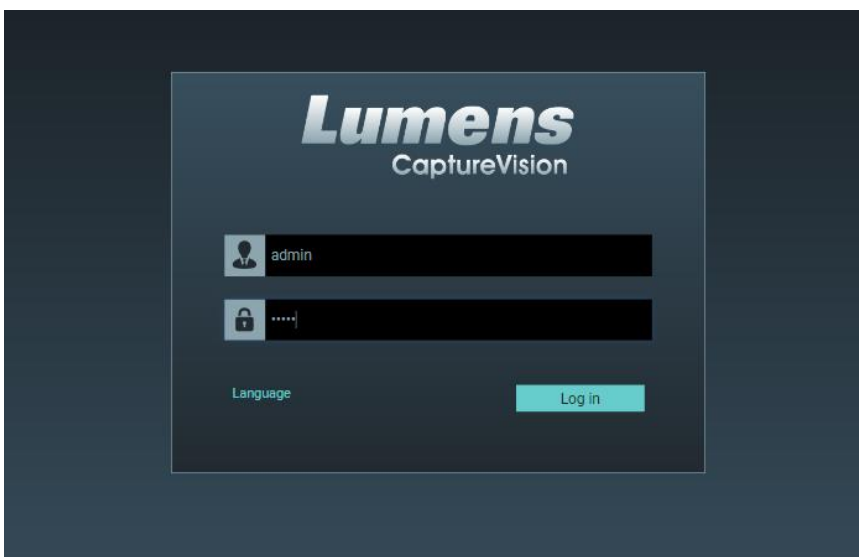 Lumens
CaptureVision
admin
•••••
Language
Log in